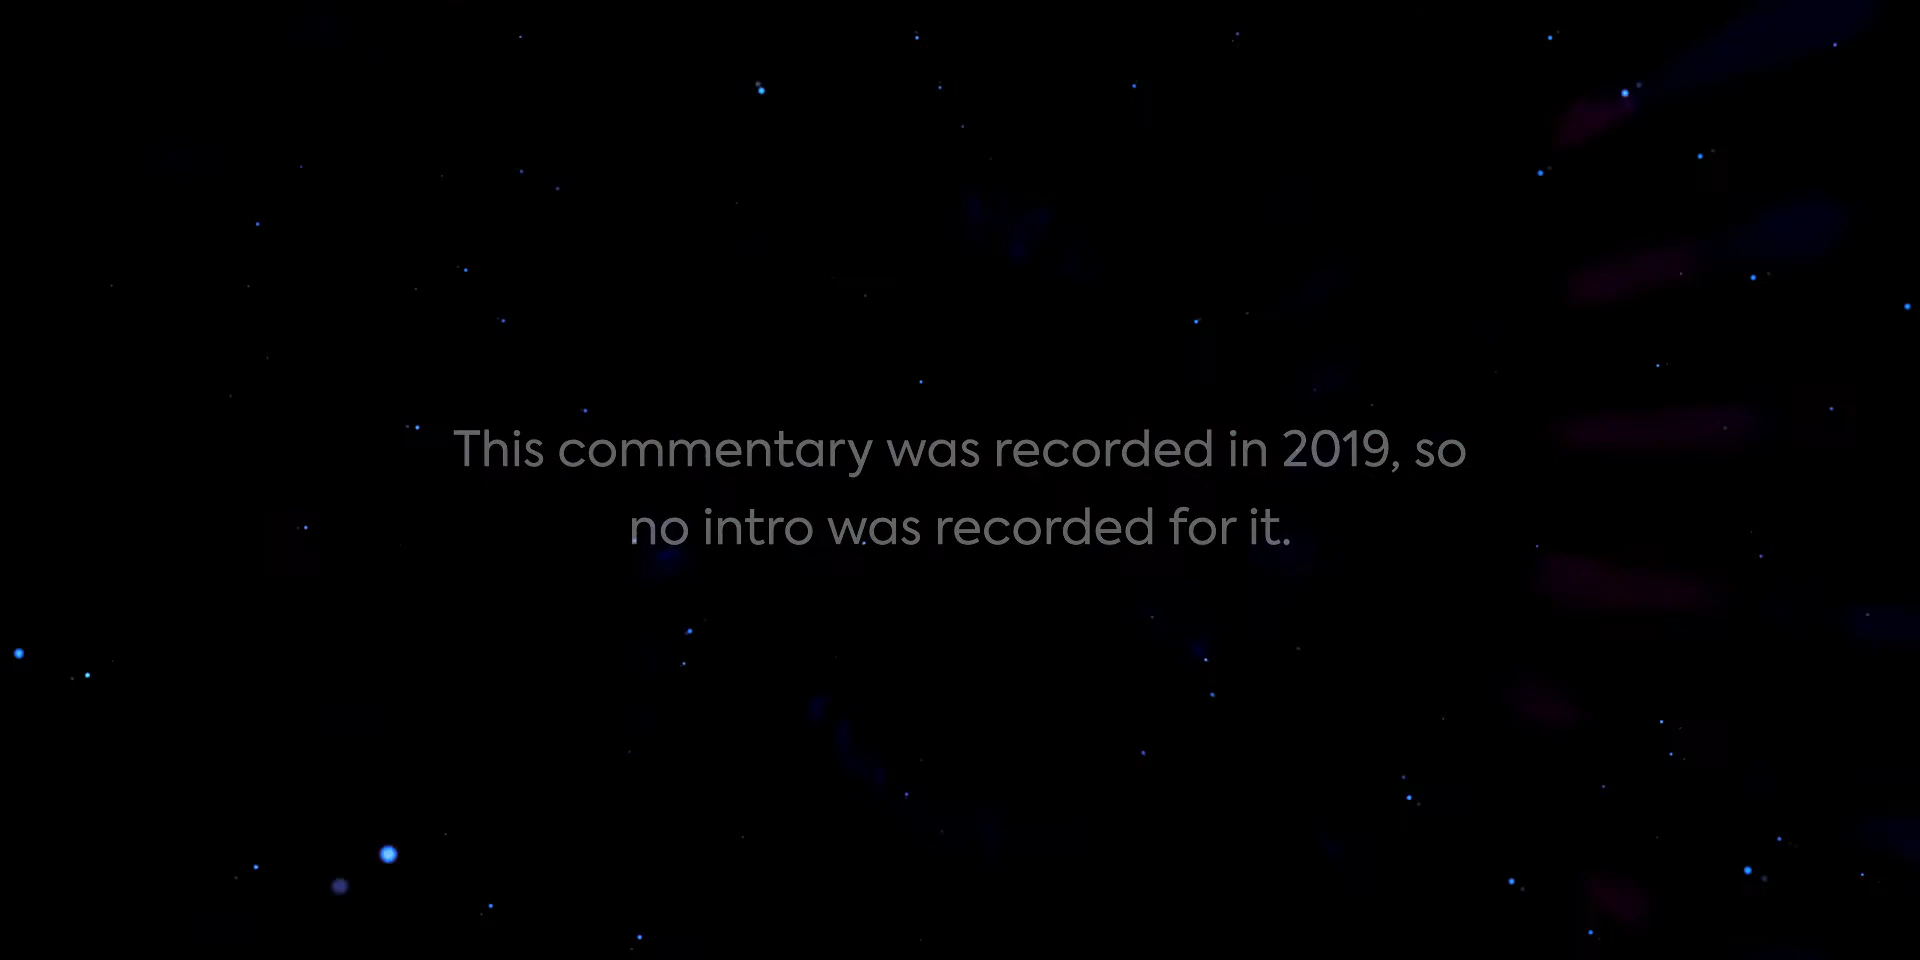 This commentary was recorded in 2019, so
no intro was recorded for it.